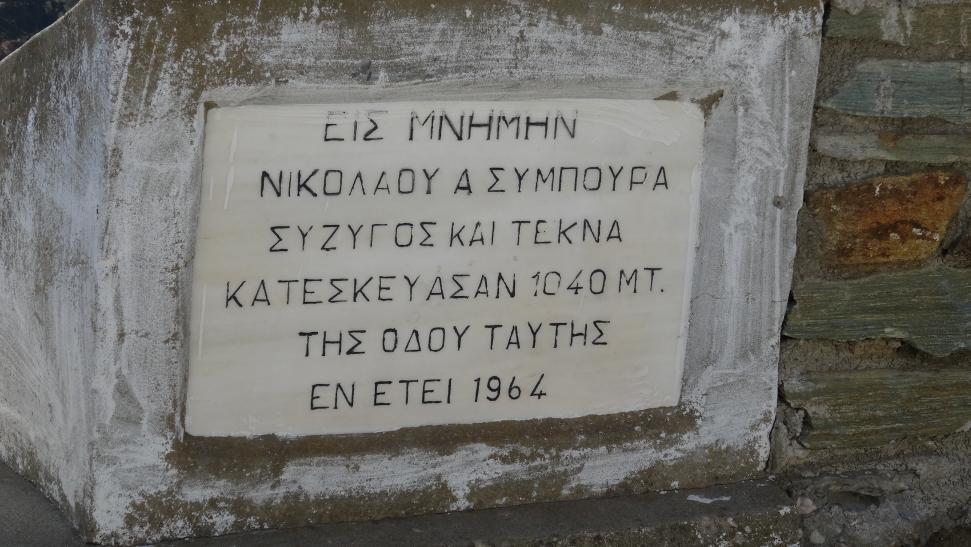 ΕΙΣ ΜΝΗΜΗΝ
ΝΙΚΟΛΑΟΥ Α ΣΥΜΠΟΥΡΑ
ΣΥΖΥΓΟΣ ΚΑΙ ΤΕΚΝΑ
ΚΑΤΕΣΚΕΥΑΣΑΝ 1040 ΜΤ.
ΤΗΣ ΟΔΟΥ ΤΑΥΤΗΣ
ΕΝ ΕΤΕΙ 1964